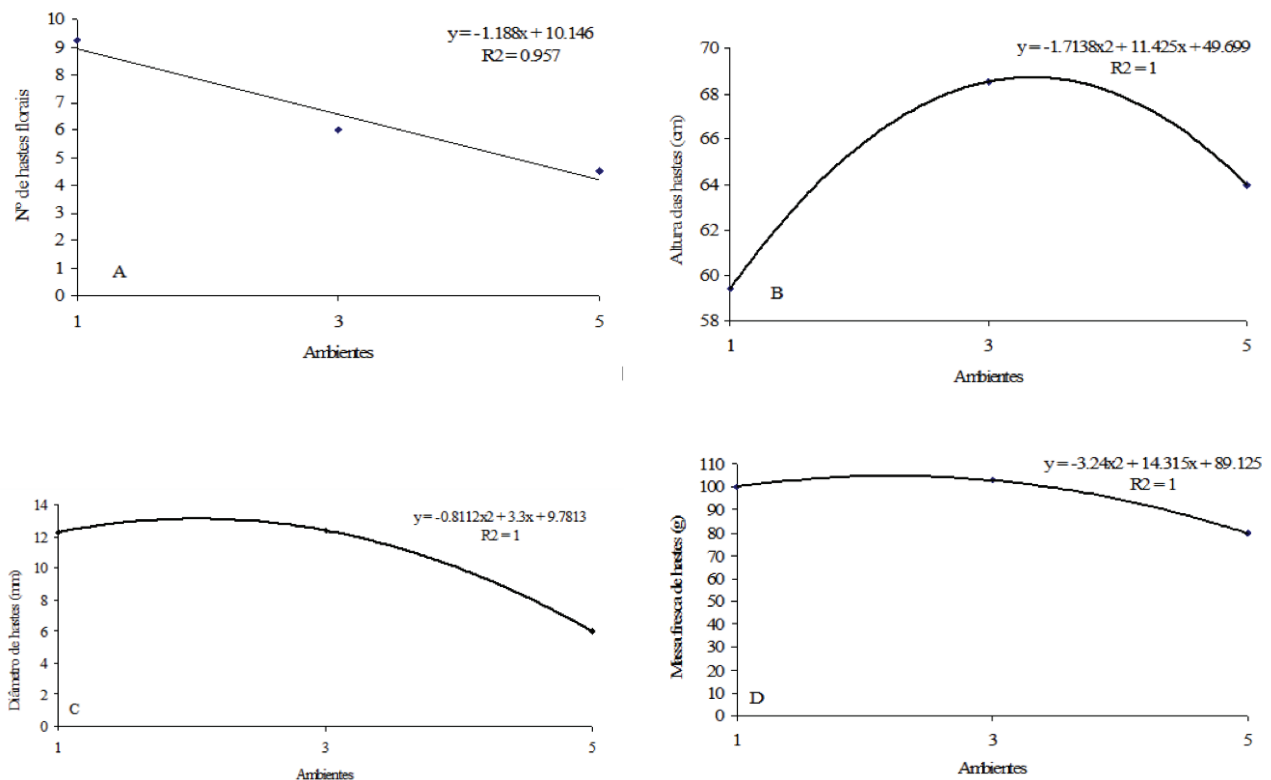 y = -1.188x + 10.146
R2 = 0.957
Nº de hastes florais
10
9
8
7
6
5
4
3
2
1
0
A
1 3 5
Ambientes
y = -1.7138x2 + 11.425x + 49.699
R2 = 1
Altura das hastes (cm)
70
68
66
64
62
60
58
B
1 3 5
Ambientes
y = -0.8112x2 + 3.3x + 9.7813
R2 = 1
Diâmetro de hastes (mm)
14
12
10
8
6
4
2
0
C
1 3 5
Ambientes
y = -3.24x2 + 14.315x + 89.125
R2 = 1
Massa fresca de hastes (g)
110
100
90
80
70
60
50
40
30
20
10
0
D
1 3 5
Ambientes